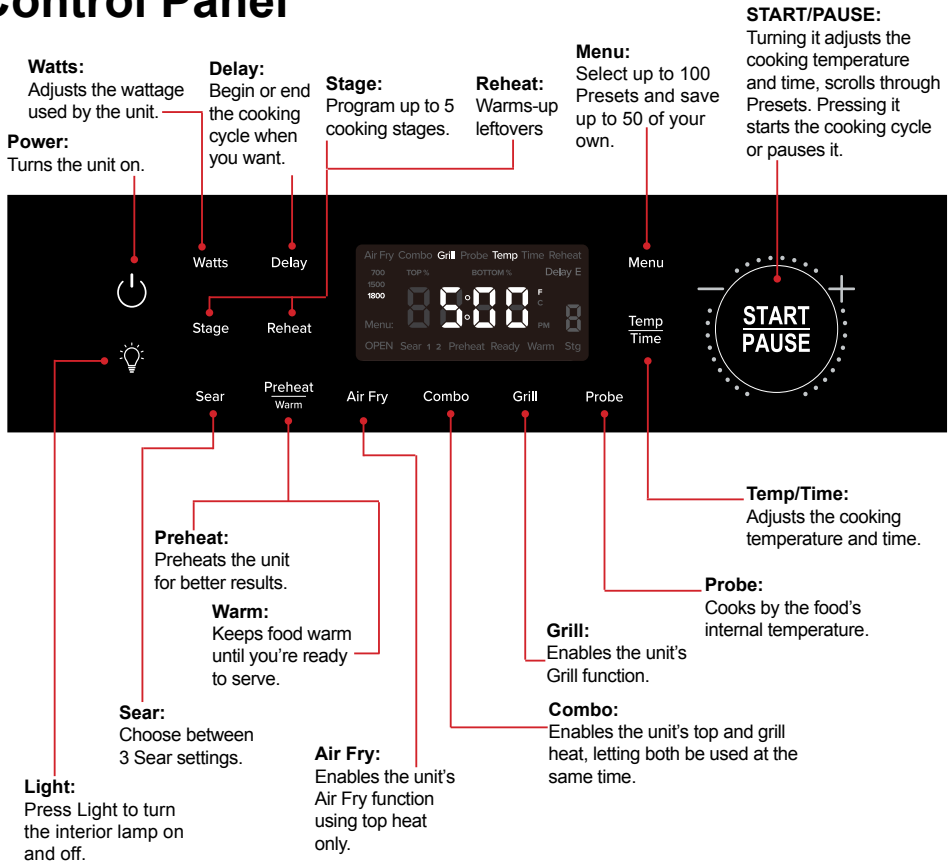 Control Panel
START/PAUSE:
Turning it adjusts the
cooking temperature
and time, scrolls through
Presets. Pressing it
starts the cooking cycle
or pauses it.
Menu:
Select up to 100
Presets and save
up to 50 of your
own.
Watts:
Adjusts the wattage
used by the unit.
Delay:
Begin or end
the cooking
cycle when
you want.
Stage:
Program up to 5
cooking stages.
Reheat:
Warms-up
leftovers
Power:
Turns the unit on.
Watts
Delay
Air Fry Combo Grill Probe Temp Time Reheat
700 TOP % BOTTOM % Delay E
1500
1800
8 5:00 F
C
8
Menu:
PM
OPEN Sear 1 2 Preheat Ready Warm Stg
Menu
Stage
Reheat
Temp
Time
START
PAUSE
Sear
Preheat
Warm
Air Fry
Combo
Grill
Probe
Temp/Time:
Adjusts the cooking
temperature and time.
Preheat:
Preheats the unit
for better results.
Probe:
Cooks by the food's
internal temperature.
Warm:
Keeps food warm
until you're ready
to serve.
Grill:
Enables the unit's
Grill function.
Sear:
Choose between
3 Sear settings.
Combo:
Enables the unit's top and grill
heat, letting both be used at the
same time.
Air Fry:
Enables the unit's
Air Fry function
using top heat
only.
Light:
Press Light to turn
the interior lamp on
and off.